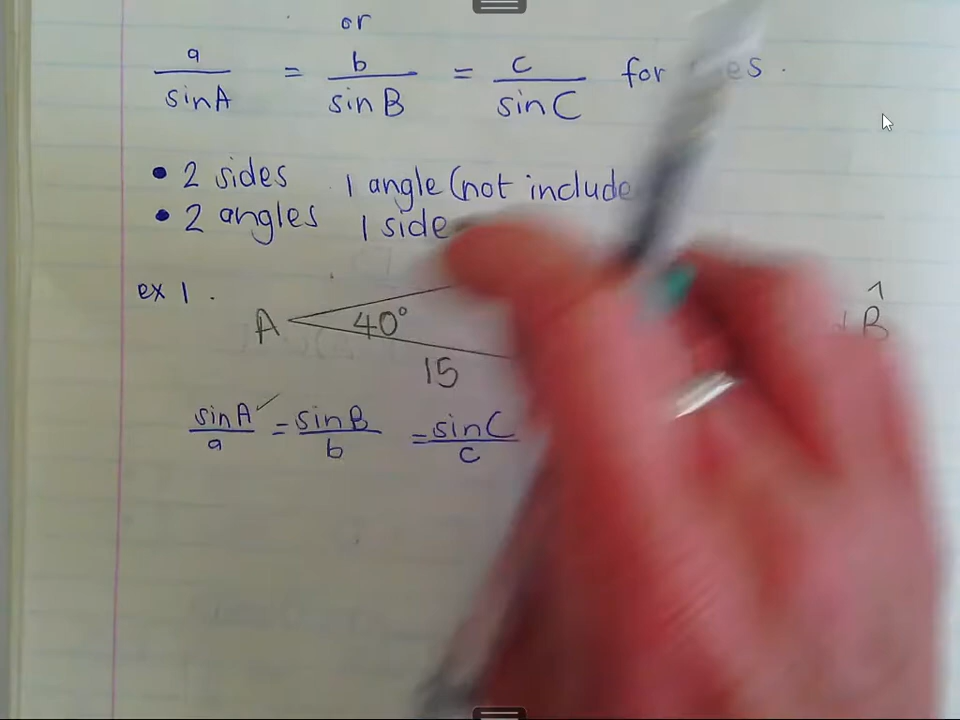 or
a/sinA = b/sinB = c/sinC for
• 2 sides 1 angle (not include
• 2 angles 1 side
ex 1.
A 40° B̂
15
sinA/a ✓ = sinB/b = sinC/c